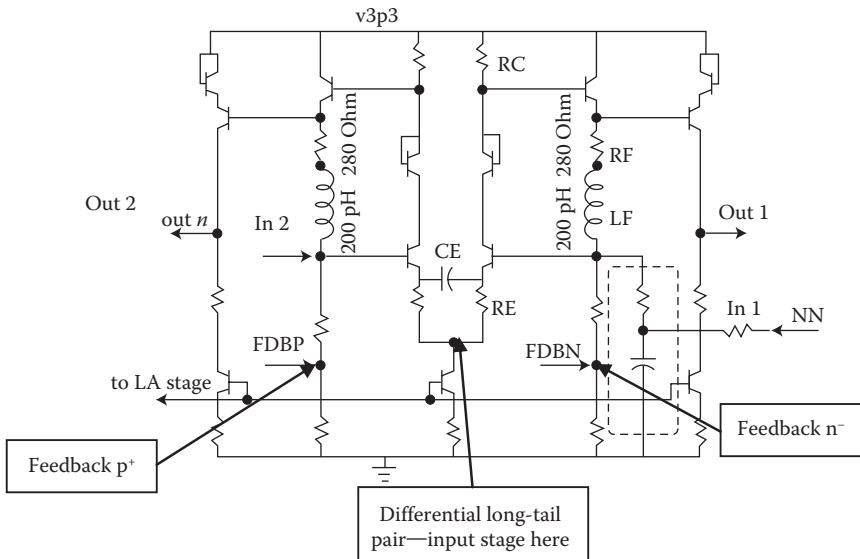 v3p3
RC
280 Ohm
280 Ohm
RF
Out 2
out n
In 2
200 pH
CE
200 pH
LF
Out 1
RE
In 1
NN
FDBP
FDBN
to LA stage
Feedback p⁺
Feedback n⁻
Differential long-tail
pair—input stage here